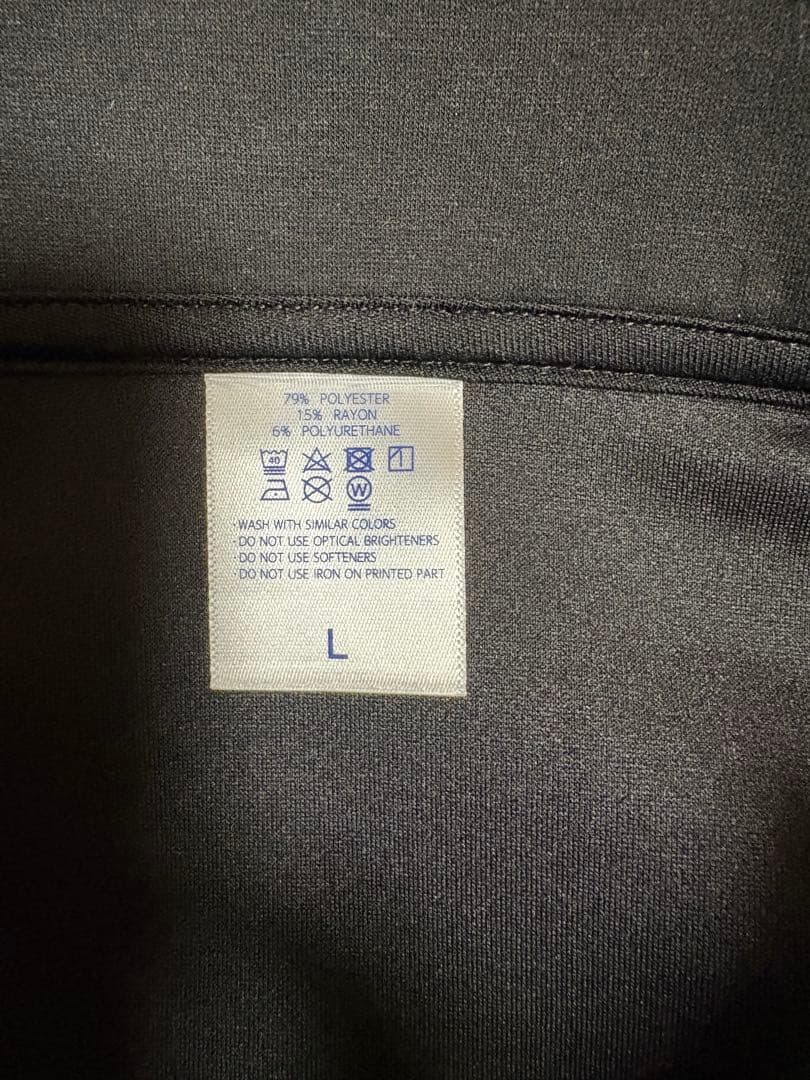 79% POLYESTER
15% RAYON
6% POLYURETHANE
40
W
·WASH WITH SIMILAR COLORS
·DO NOT USE OPTICAL BRIGHTENERS
·DO NOT USE SOFTENERS
·DO NOT USE IRON ON PRINTED PART
L